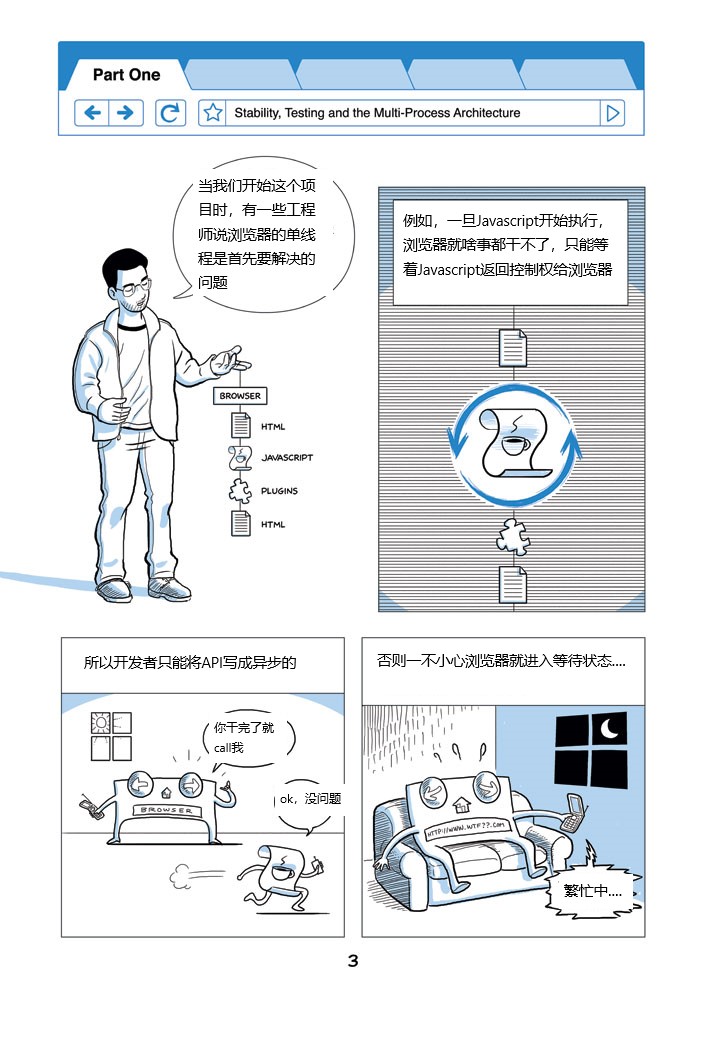 Part One
Stability, Testing and the Multi-Process Architecture
当我们开始这个项
目时，有一些工程
师说浏览器的单线
程是首先要解决的
问题
BROWSER
HTML
JAVASCRIPT
PLUGINS
HTML
例如，一旦Javascript开始执行，
浏览器就啥事都干不了，只能等
着Javascript返回控制权给浏览器
所以开发者只能将API写成异步的
你干完了就
call我
BROWSER
ok，没问题
否则一不小心浏览器就进入等待状态....
HTTP://WWW.WTF??.COM
繁忙中....
3